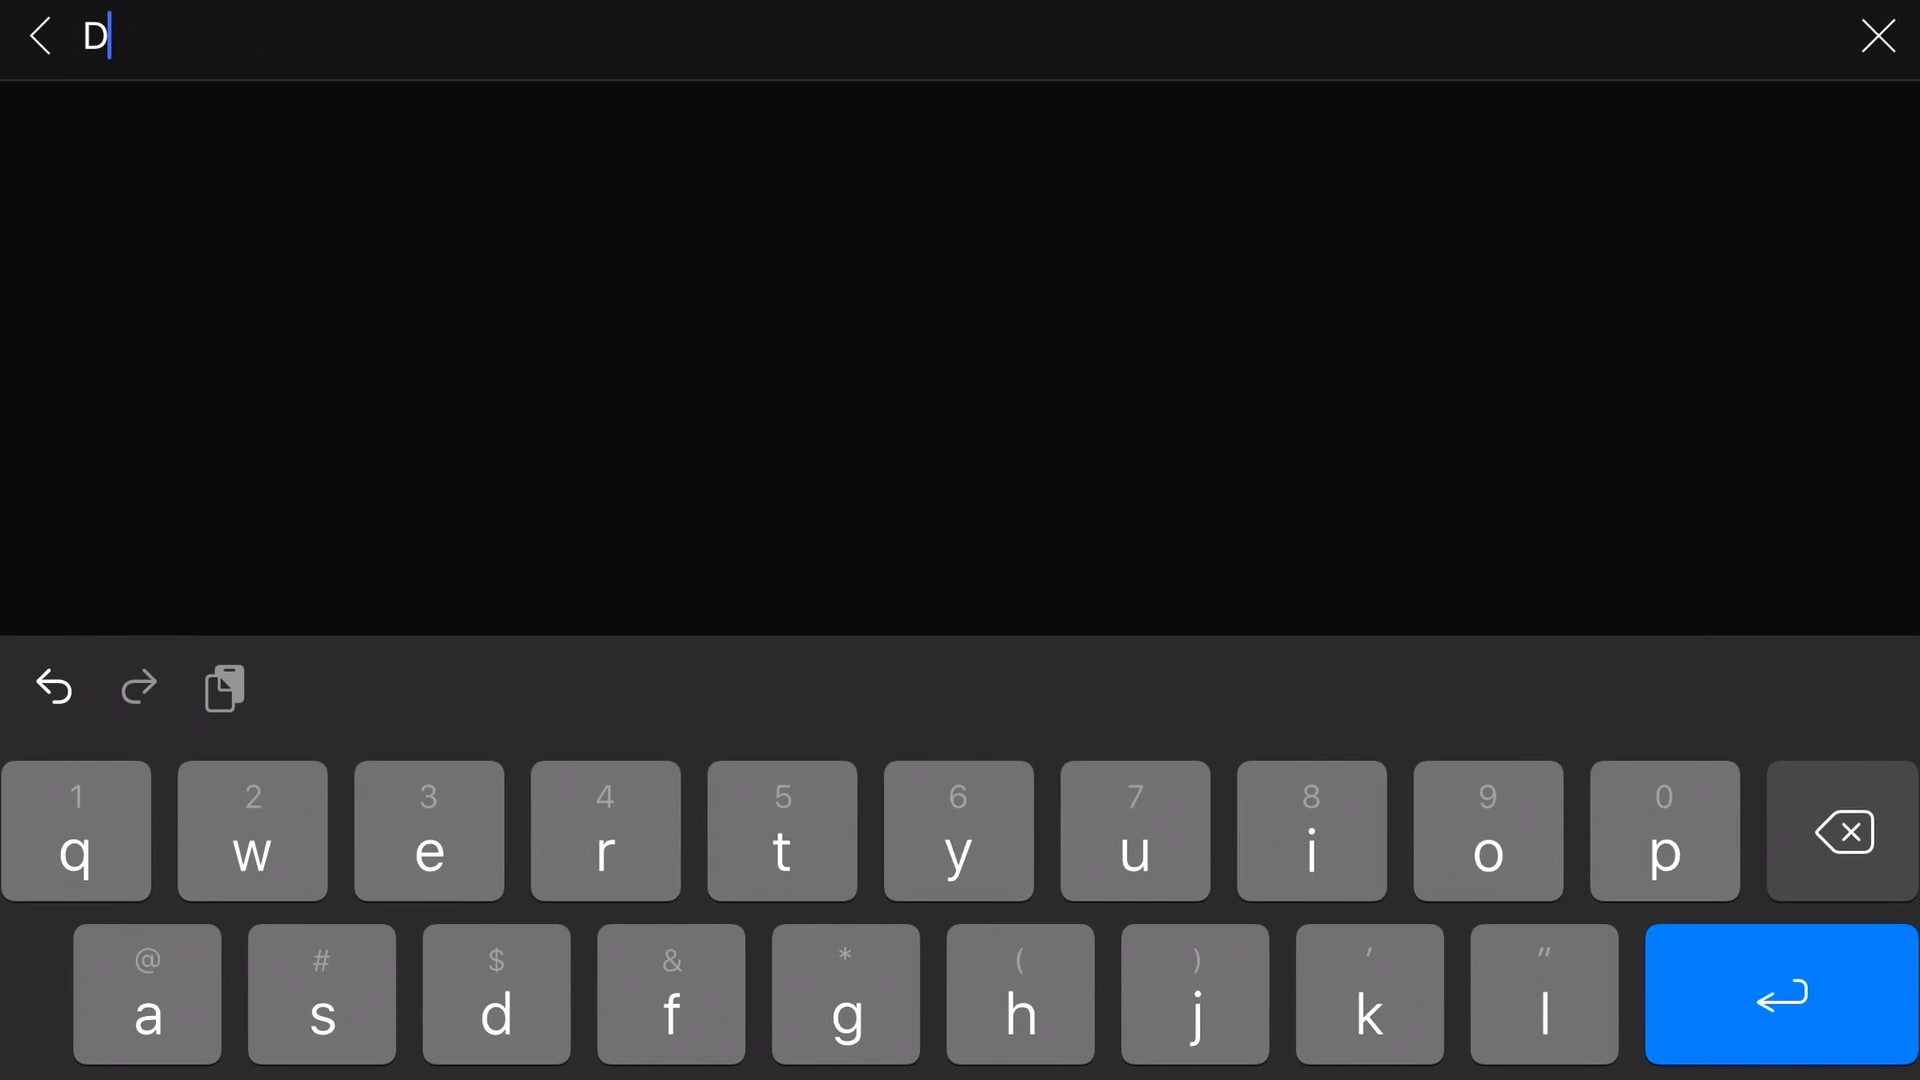 D
1 2 3 4 5 6 7 8 9 0
q w e r t y u i o p
@ # $ & * ( ) ′ ″
a s d f g h j k l